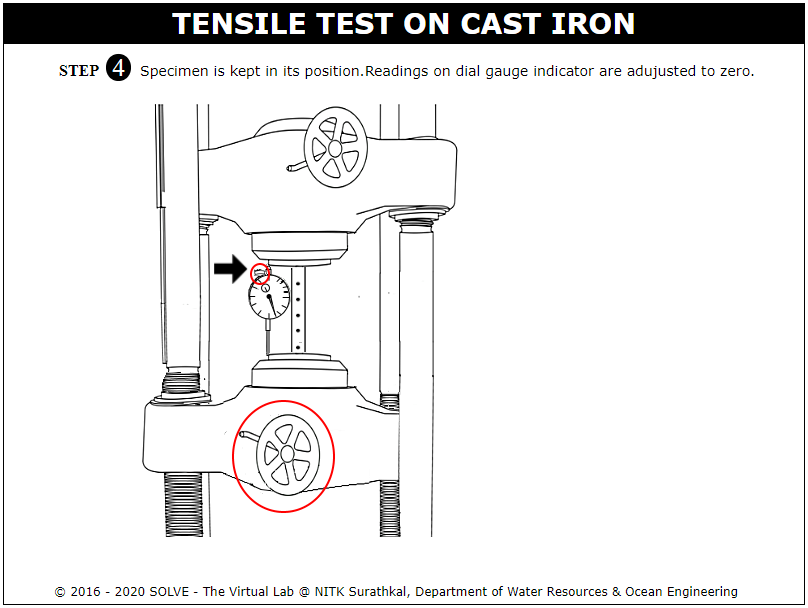 TENSILE TEST ON CAST IRON
STEP 4 Specimen is kept in its position.Readings on dial gauge indicator are adujusted to zero.
© 2016 - 2020 SOLVE - The Virtual Lab @ NITK Surathkal, Department of Water Resources & Ocean Engineering